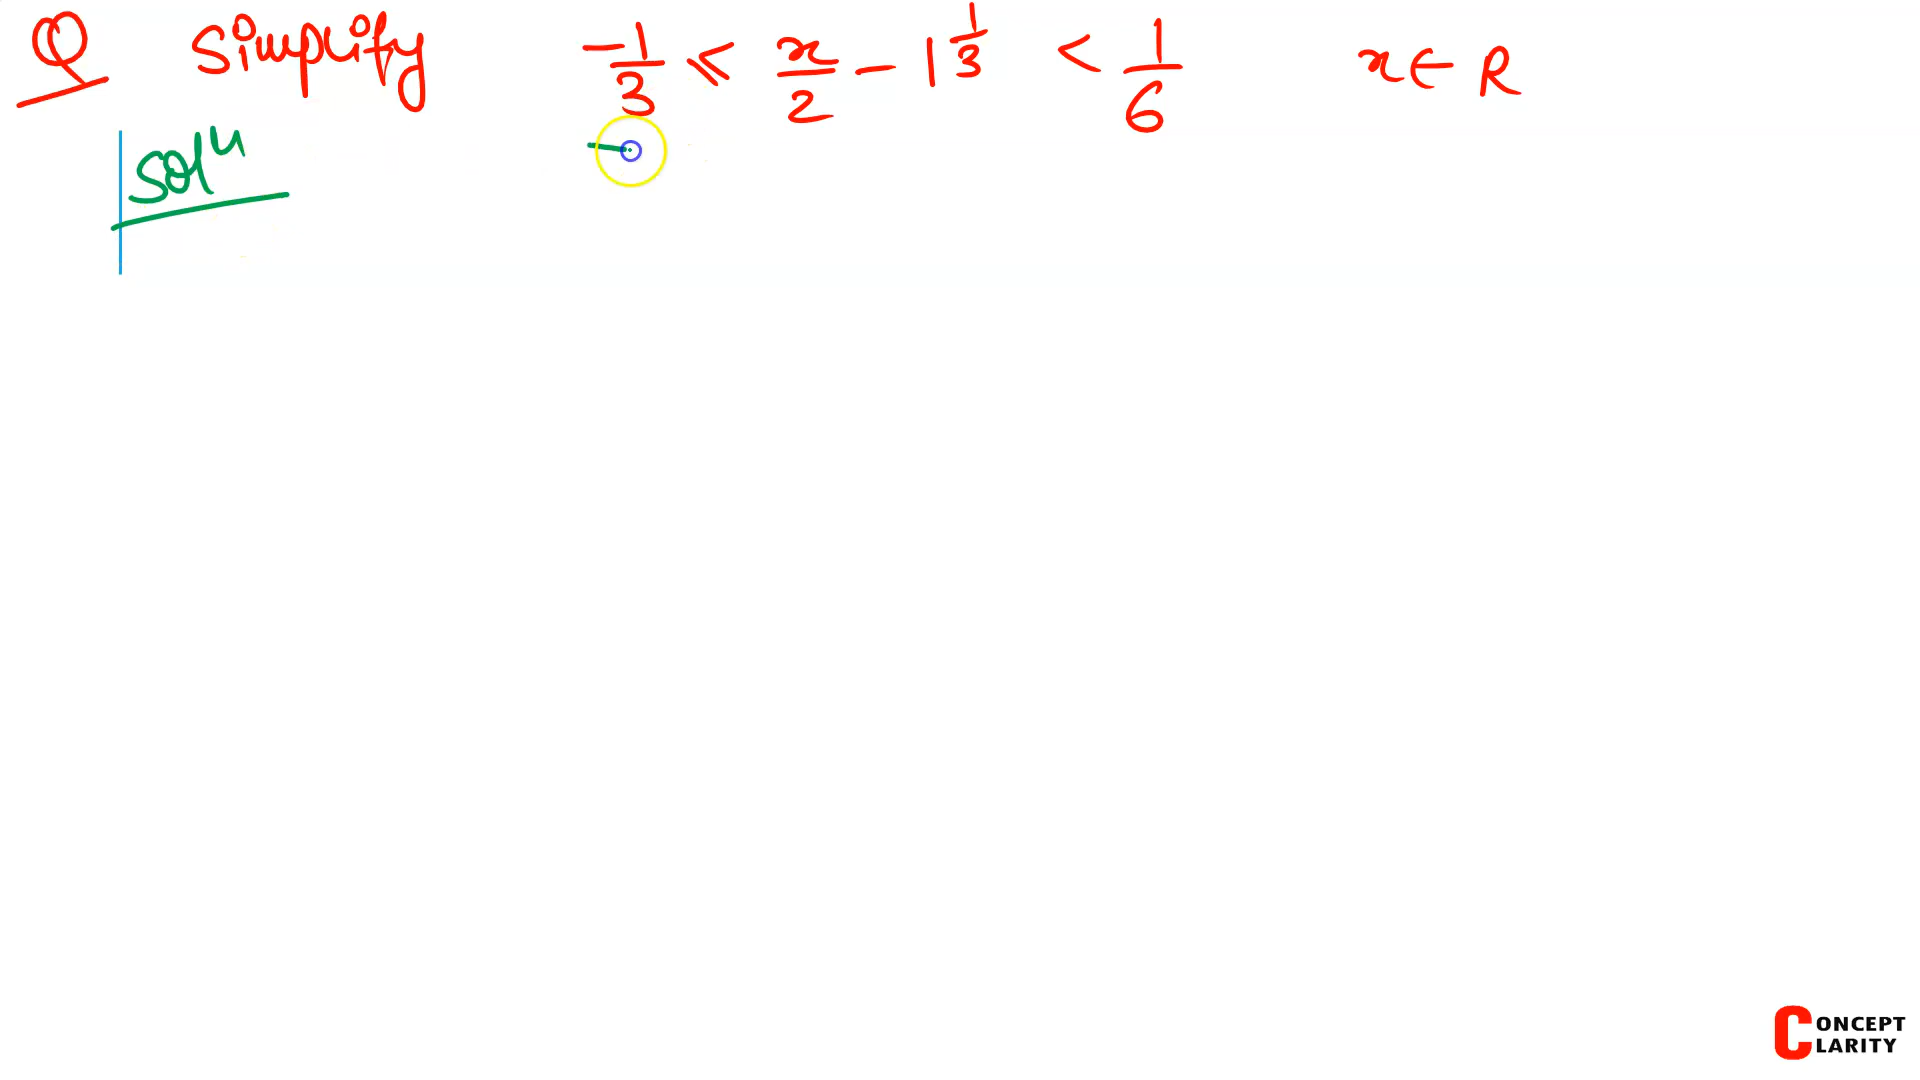 Q Simplify -1/3 ≤ x/2 - 1 1/3 < 1/6 x ∈ R
Solⁿ
CONCEPT
CLARITY